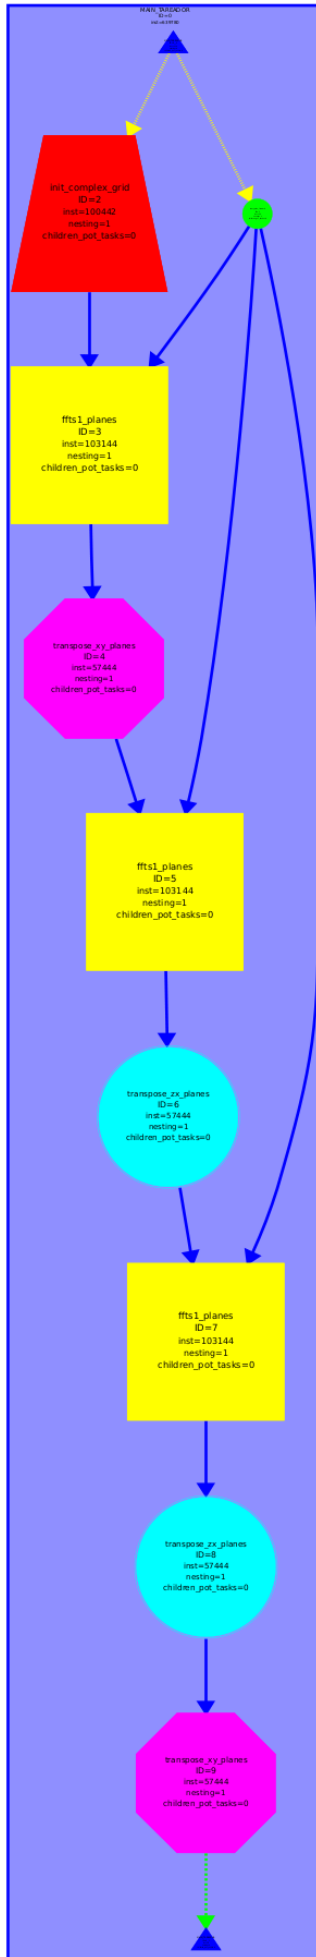 MAIN_TAREADOR
ID=0
init_complex_grid
ID=2
inst=100442
nesting=1
children_pot_tasks=0
ffts1_planes
ID=3
inst=103144
nesting=1
children_pot_tasks=0
transpose_xy_planes
ID=4
inst=57444
nesting=1
children_pot_tasks=0
ffts1_planes
ID=5
inst=103144
nesting=1
children_pot_tasks=0
transpose_zx_planes
ID=6
inst=57444
nesting=1
children_pot_tasks=0
ffts1_planes
ID=7
inst=103144
nesting=1
children_pot_tasks=0
transpose_zx_planes
ID=8
inst=57444
nesting=1
children_pot_tasks=0
transpose_xy_planes
ID=9
inst=57444
nesting=1
children_pot_tasks=0